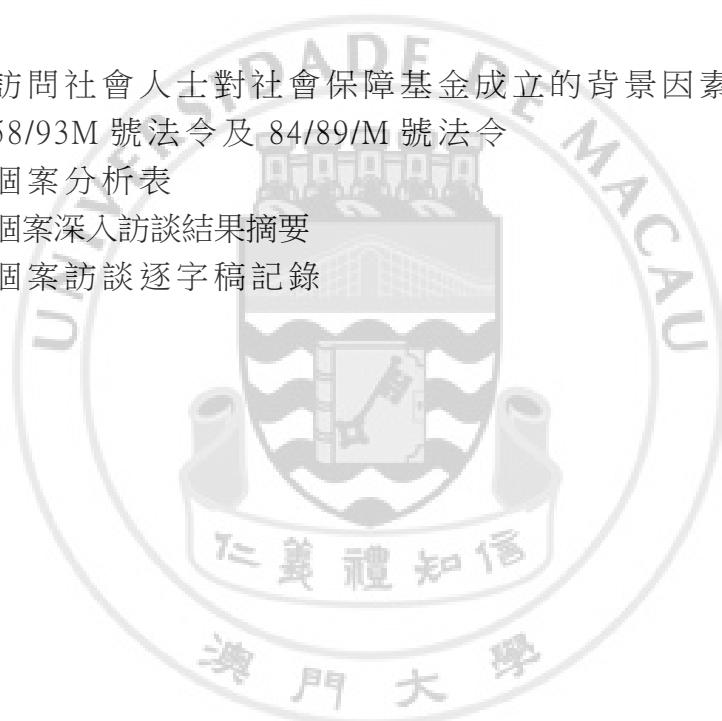 訪問社會人士對社會保障基金成立的背景因素
58/93M 號法令及 84/89/M 號法令
個案分析表
個案深入訪談結果摘要
個案訪談逐字稿記錄
UNIVERSIDADE DE MACAU
仁義禮知信
澳門大學